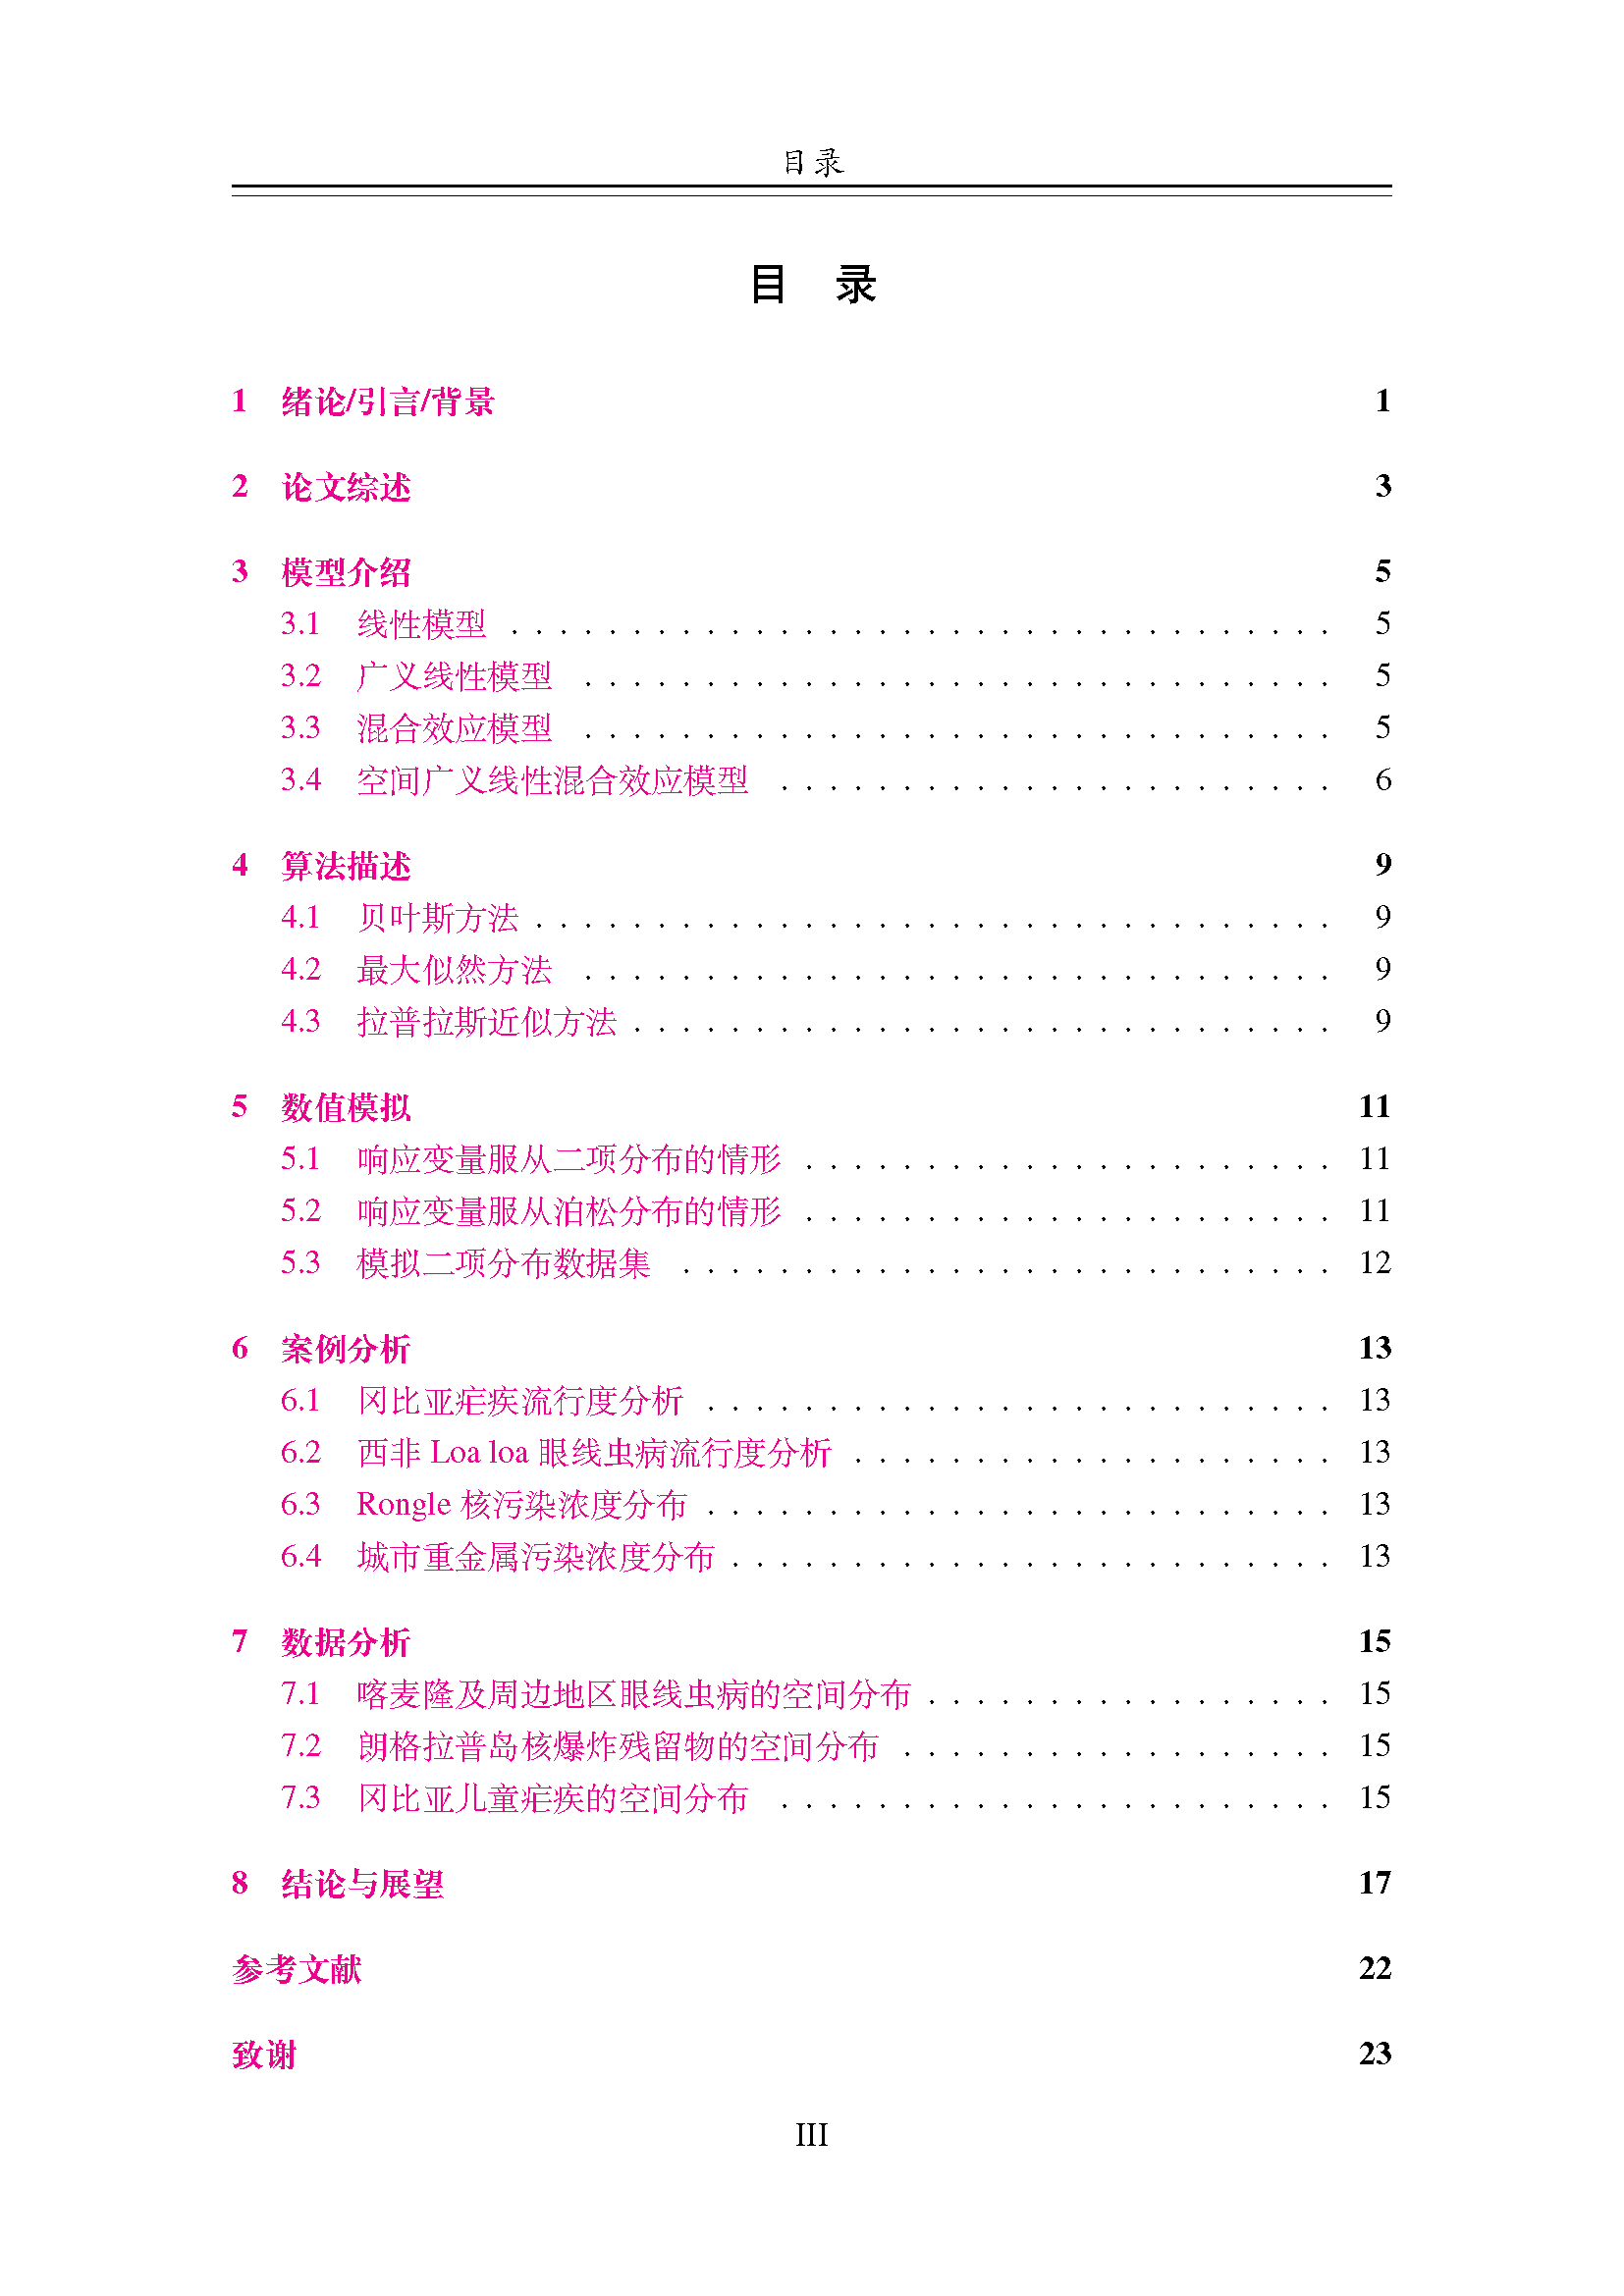 目录
目 录
1 绪论/引言/背景 1
2 论文综述 3
3 模型介绍 5
3.1 线性模型 . . . . . . . . . . . . . . . . . . . . . . . . . . . . . . . . . . 5
3.2 广义线性模型 . . . . . . . . . . . . . . . . . . . . . . . . . . . . . . . 5
3.3 混合效应模型 . . . . . . . . . . . . . . . . . . . . . . . . . . . . . . . 5
3.4 空间广义线性混合效应模型 . . . . . . . . . . . . . . . . . . . . . . . 6
4 算法描述 9
4.1 贝叶斯方法 . . . . . . . . . . . . . . . . . . . . . . . . . . . . . . . . . 9
4.2 最大似然方法 . . . . . . . . . . . . . . . . . . . . . . . . . . . . . . . 9
4.3 拉普拉斯近似方法 . . . . . . . . . . . . . . . . . . . . . . . . . . . . . 9
5 数值模拟 11
5.1 响应变量服从二项分布的情形 . . . . . . . . . . . . . . . . . . . . . . 11
5.2 响应变量服从泊松分布的情形 . . . . . . . . . . . . . . . . . . . . . . 11
5.3 模拟二项分布数据集 . . . . . . . . . . . . . . . . . . . . . . . . . . . 12
6 案例分析 13
6.1 冈比亚疟疾流行度分析 . . . . . . . . . . . . . . . . . . . . . . . . . . 13
6.2 西非 Loa loa 眼线虫病流行度分析 . . . . . . . . . . . . . . . . . . . . 13
6.3 Rongle 核污染浓度分布 . . . . . . . . . . . . . . . . . . . . . . . . . . 13
6.4 城市重金属污染浓度分布 . . . . . . . . . . . . . . . . . . . . . . . . . 13
7 数据分析 15
7.1 喀麦隆及周边地区眼线虫病的空间分布 . . . . . . . . . . . . . . . . . 15
7.2 朗格拉普岛核爆炸残留物的空间分布 . . . . . . . . . . . . . . . . . . 15
7.3 冈比亚儿童疟疾的空间分布 . . . . . . . . . . . . . . . . . . . . . . . 15
8 结论与展望 17
参考文献 22
致谢 23
III